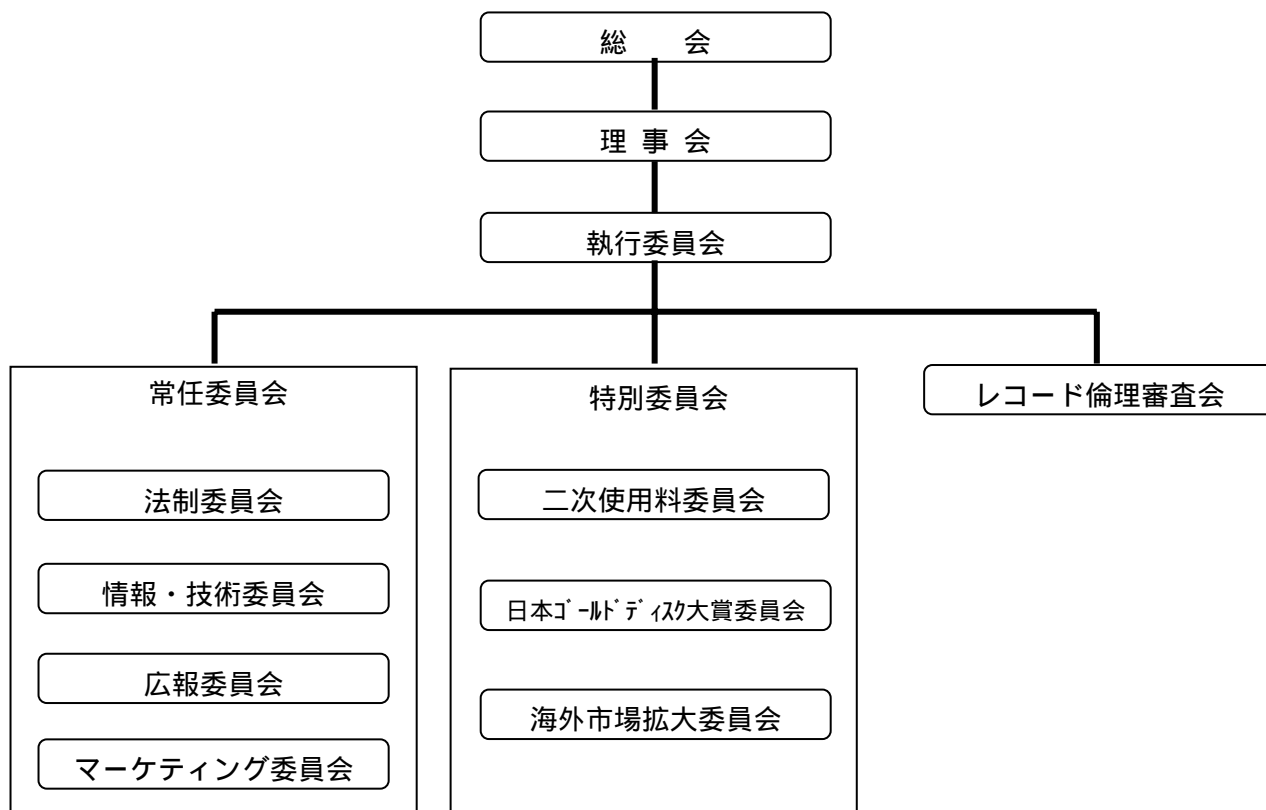 総　　会
理 事 会
執行委員会
常任委員会
法制委員会
情報・技術委員会
広報委員会
マーケティング委員会
特別委員会
二次使用料委員会
日本ｺﾞｰﾙﾄﾞﾃﾞｨｽｸ大賞委員会
海外市場拡大委員会
レコード倫理審査会